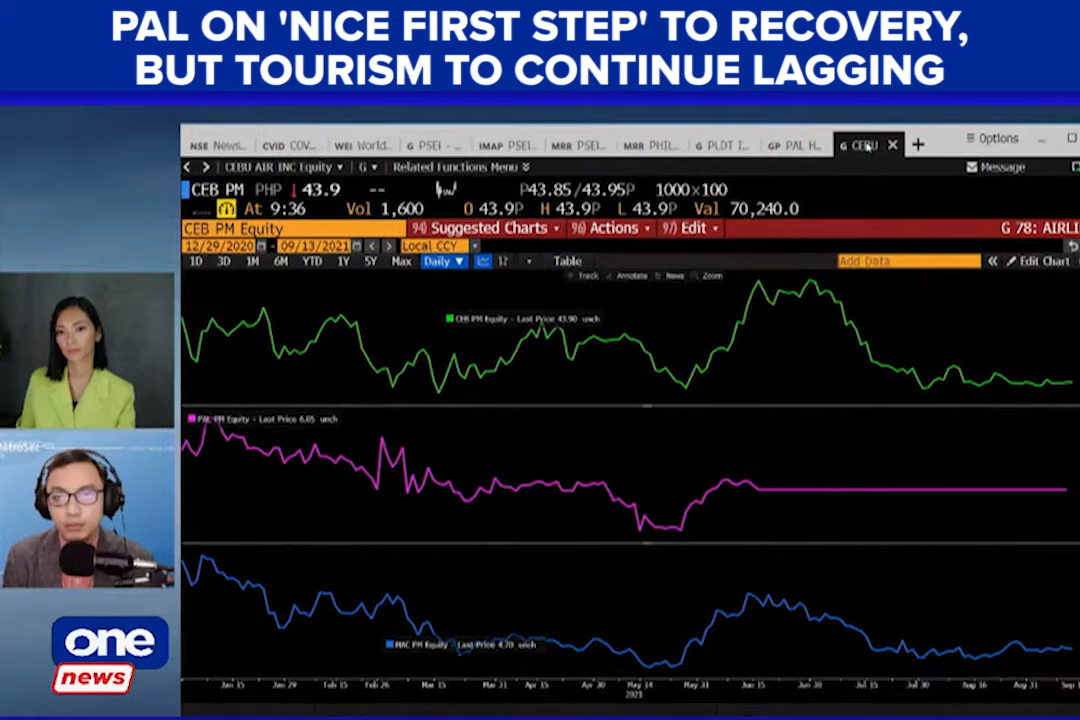 PAL ON 'NICE FIRST STEP' TO RECOVERY,
BUT TOURISM TO CONTINUE LAGGING
NSE News... CVID COV... WEI World... G PSEi - ... IMAP PSEi... MRR PSEi... MRR PHIL... G PLDT I... GP PAL H... G CEBU × + Options
< > CEBU AIR INC Equity G Related Functions Menu Message
CEB PM PHP ↓ 43.9 -- P43.85/43.95P 1000×100
At 9:36 Vol 1,600 O 43.9P H 43.9P L 43.9P Val 70,240.0
CEB PM Equity 94) Suggested Charts 96) Actions 97) Edit G 78: AIRLI
12/29/2020 - 09/13/2021 < > Local CCY
1D 3D 1M 6M YTD 1Y 5Y Max Daily ▼ Table Add Data « Edit Chart
Track Annotate News Zoom
CEB PM Equity - Last Price 43.90 unch
PAL PM Equity - Last Price 6.05 unch
MAC PM Equity - Last Price 4.70 unch
Jan 15 Jan 29 Feb 15 Feb 26 Mar 15 Mar 31 Apr 15 Apr 30 May 14 May 31 Jun 15 Jun 30 Jul 15 Jul 30 Aug 16 Aug 31 Sep
2021
one
news